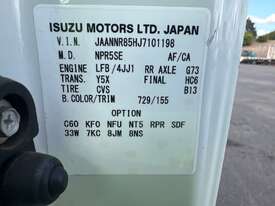 ISUZU MOTORS LTD. JAPAN
V.I.N. JAANNR85HJ7101198
M.D. NPR5SE AF/CA
ENGINE LFB /4JJ1 RR AXLE G73
TRANS. Y5X FINAL HC6
TIRE CVS B13
B.COLOR/TRIM 729/155
OPTION
C60 KFO NFU NT5 RPR SDF
33W 7KC 8JM 8NS